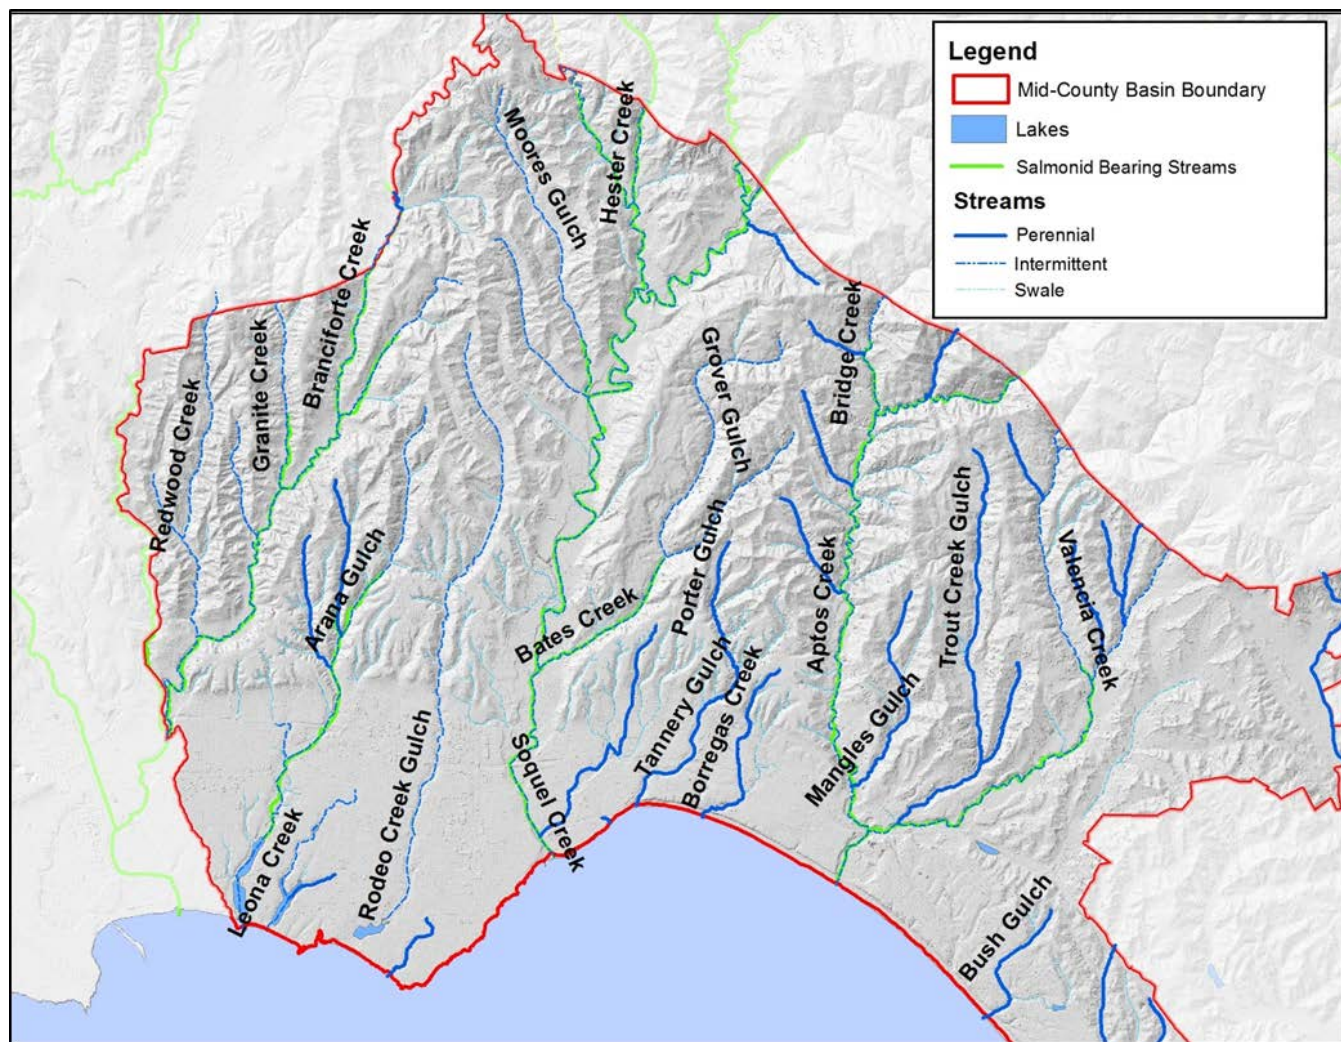 Legend
Mid-County Basin Boundary
Lakes
Salmonid Bearing Streams
Streams
Perennial
Intermittent
Swale
Moores Gulch
Hester Creek
Branciforte Creek
Granite Creek
Redwood Creek
Grover Gulch
Bridge Creek
Arana Gulch
Porter Gulch
Aptos Creek
Trout Creek Gulch
Valencia Creek
Bates Creek
Tannery Gulch
Borregas Creek
Mangles Gulch
Soquel Creek
Rodeo Creek Gulch
Leona Creek
Bush Gulch